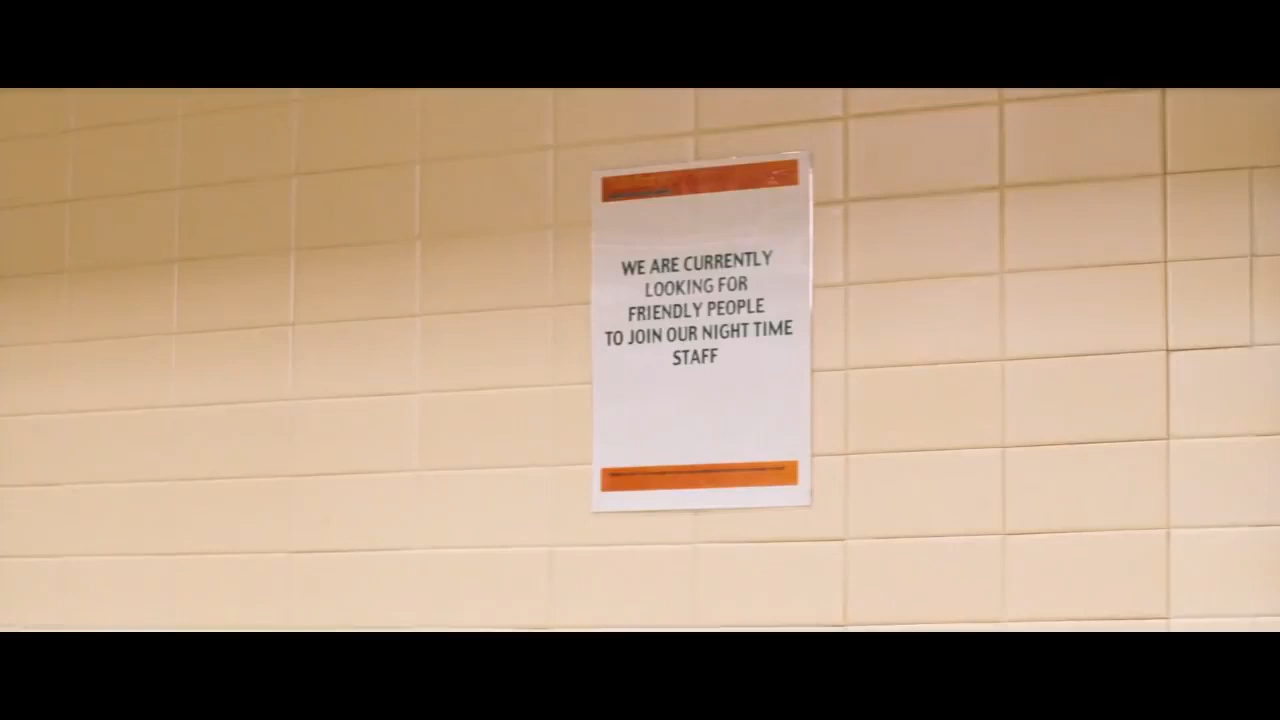 WE ARE CURRENTLY
LOOKING FOR
FRIENDLY PEOPLE
TO JOIN OUR NIGHT TIME
STAFF